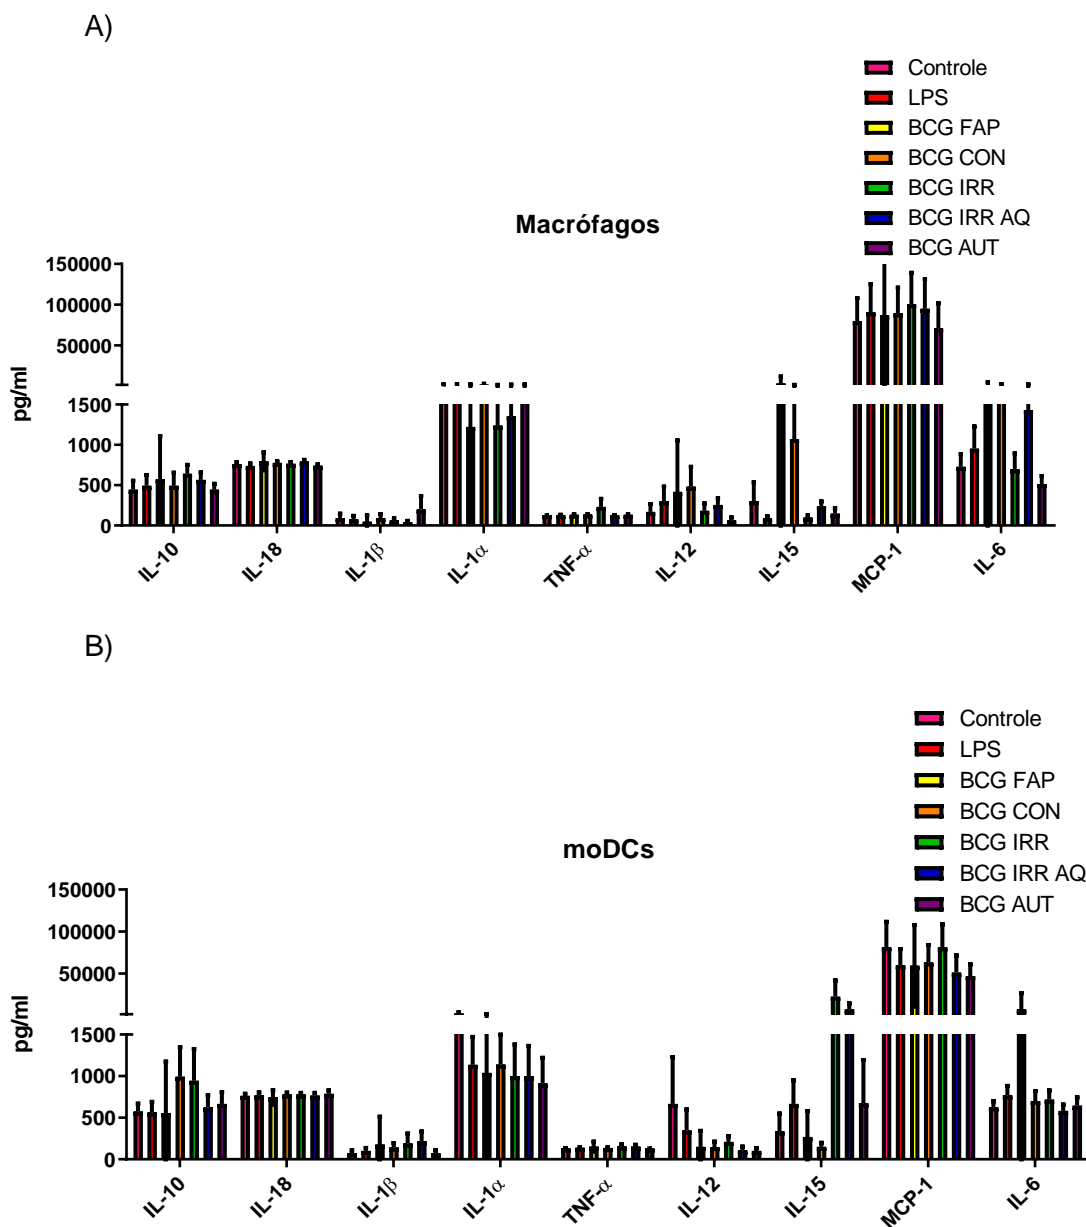 A)
Controle
LPS
BCG FAP
BCG CON
BCG IRR
BCG IRR AQ
BCG AUT
Macrófagos
150000
100000
50000
1500
1000
500
0
pg/ml
IL-10 IL-18 IL-1β IL-1α TNF-α IL-12 IL-15 MCP-1 IL-6
B)
Controle
LPS
BCG FAP
BCG CON
BCG IRR
BCG IRR AQ
BCG AUT
moDCs
150000
100000
50000
1500
1000
500
0
pg/ml
IL-10 IL-18 IL-1β IL-1α TNF-α IL-12 IL-15 MCP-1 IL-6